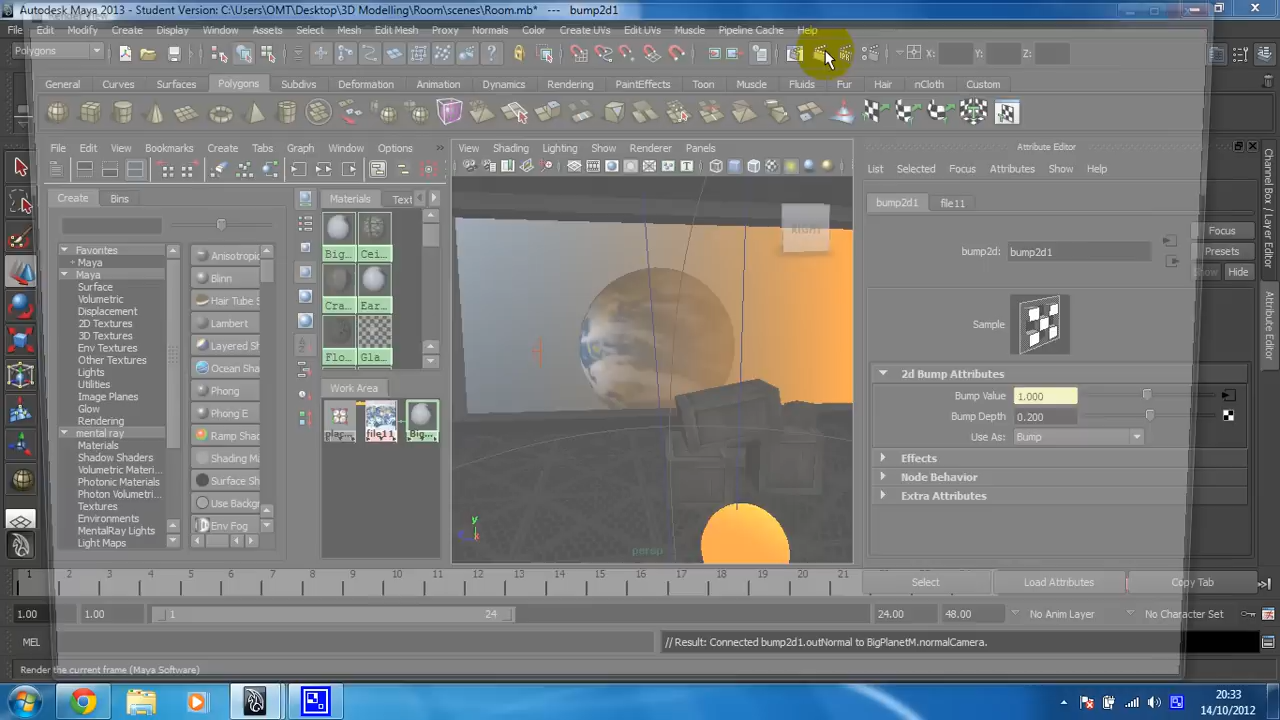 Autodesk Maya 2013 - Student Version: C:\Users\OMT\Desktop\3D Modelling\Room\scenes\Room.mb* --- bump2d1
File Edit Modify Create Display Window Assets Select Mesh Edit Mesh Proxy Normals Color Create UVs Edit UVs Muscle Pipeline Cache Help
Polygons X: Y: Z:
General Curves Surfaces Polygons Subdivs Deformation Animation Dynamics Rendering PaintEffects Toon Muscle Fluids Fur Hair nCloth Custom
File Edit View Bookmarks Create Tabs Graph Window Options »
View Shading Lighting Show Renderer Panels
Attribute Editor
List Selected Focus Attributes Show Help
Create Bins
Materials Text
bump2d1 file11
Focus
Presets
Show Hide
bump2d: bump2d1
Sample
2d Bump Attributes
Bump Value 1.000
Bump Depth 0.200
Use As: Bump
Effects
Node Behavior
Extra Attributes
Select Load Attributes Copy Tab
Channel Box / Layer Editor
Attribute Editor
Favorites
Maya
Maya
Surface
Volumetric
Displacement
2D Textures
3D Textures
Env Textures
Other Textures
Lights
Utilities
Image Planes
Glow
Rendering
mental ray
Materials
Shadow Shaders
Volumetric Materi...
Photonic Materials
Photon Volumetri...
Textures
Environments
MentalRay Lights
Light Maps
Anisotropic
Blinn
Hair Tube S
Lambert
Layered Sh
Ocean Sha
Phong
Phong E
Ramp Shad
Shading Ma
Surface Sh
Use Backgr
Env Fog
Big... Cei...
Cra... Ear...
Flo... Gla...
Work Area
plac... file11 Big...
RIGHT
y
persp
1 2 3 4 5 6 7 8 9 10 11 12 13 14 15 16 17 18 19 20 21
1.00 1.00 1 24 24.00 48.00 No Anim Layer No Character Set
MEL // Result: Connected bump2d1.outNormal to BigPlanetM.normalCamera.
Render the current frame (Maya Software)
20:33
14/10/2012